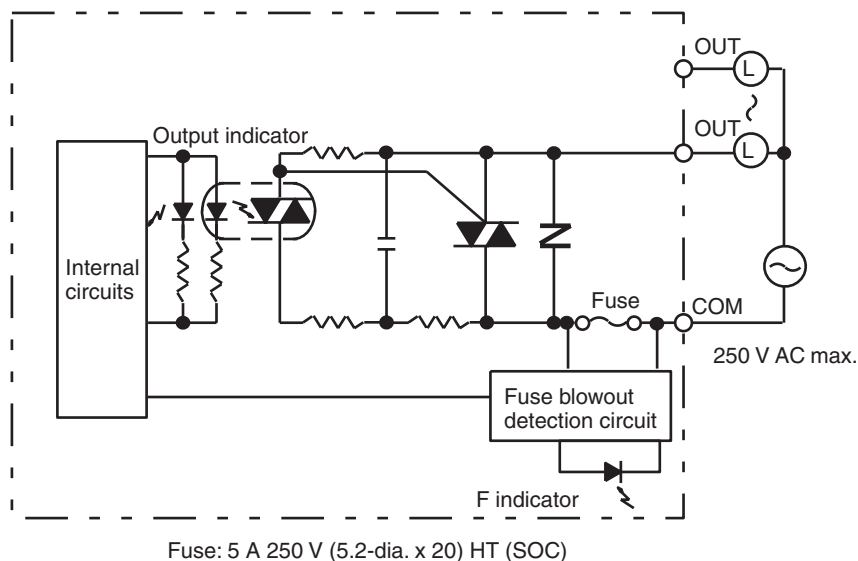 OUT
L
OUT
L
Output indicator
Internal
circuits
Fuse
COM
250 V AC max.
Fuse blowout
detection circuit
F indicator
Fuse: 5 A 250 V (5.2-dia. x 20) HT (SOC)